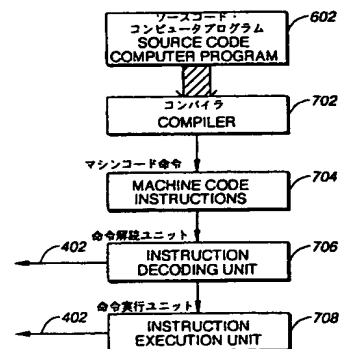 ソースコード：
コンピュータプログラム
SOURCE CODE
COMPUTER PROGRAM
602
コンパイラ
COMPILER
702
マシンコード命令
MACHINE CODE
INSTRUCTIONS
704
命令解読ユニット
402
INSTRUCTION
DECODING UNIT
706
命令実行ユニット
402
INSTRUCTION
EXECUTION UNIT
708